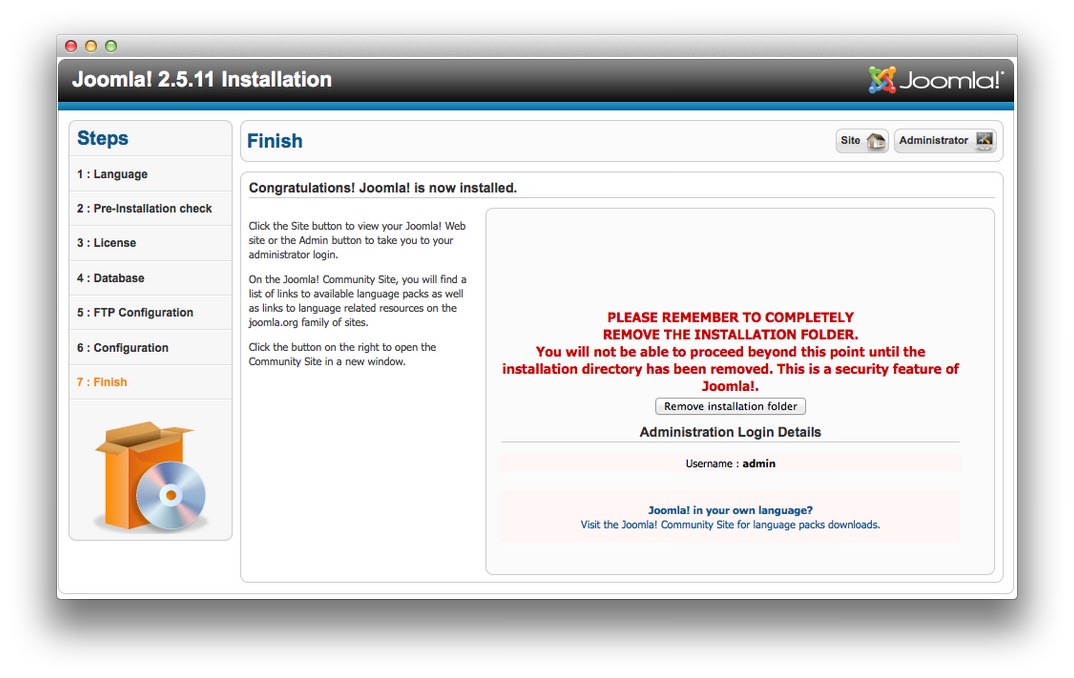 Joomla! 2.5.11 Installation
Joomla!
Steps
1 : Language
2 : Pre-Installation check
3 : License
4 : Database
5 : FTP Configuration
6 : Configuration
7 : Finish
Finish
Site
Administrator
Congratulations! Joomla! is now installed.
Click the Site button to view your Joomla! Web
site or the Admin button to take you to your
administrator login.
On the Joomla! Community Site, you will find a
list of links to available language packs as well
as links to language related resources on the
joomla.org family of sites.
Click the button on the right to open the
Community Site in a new window.
PLEASE REMEMBER TO COMPLETELY
REMOVE THE INSTALLATION FOLDER.
You will not be able to proceed beyond this point until the
installation directory has been removed. This is a security feature of
Joomla!.
Remove installation folder
Administration Login Details
Username : admin
Joomla! in your own language?
Visit the Joomla! Community Site for language packs downloads.